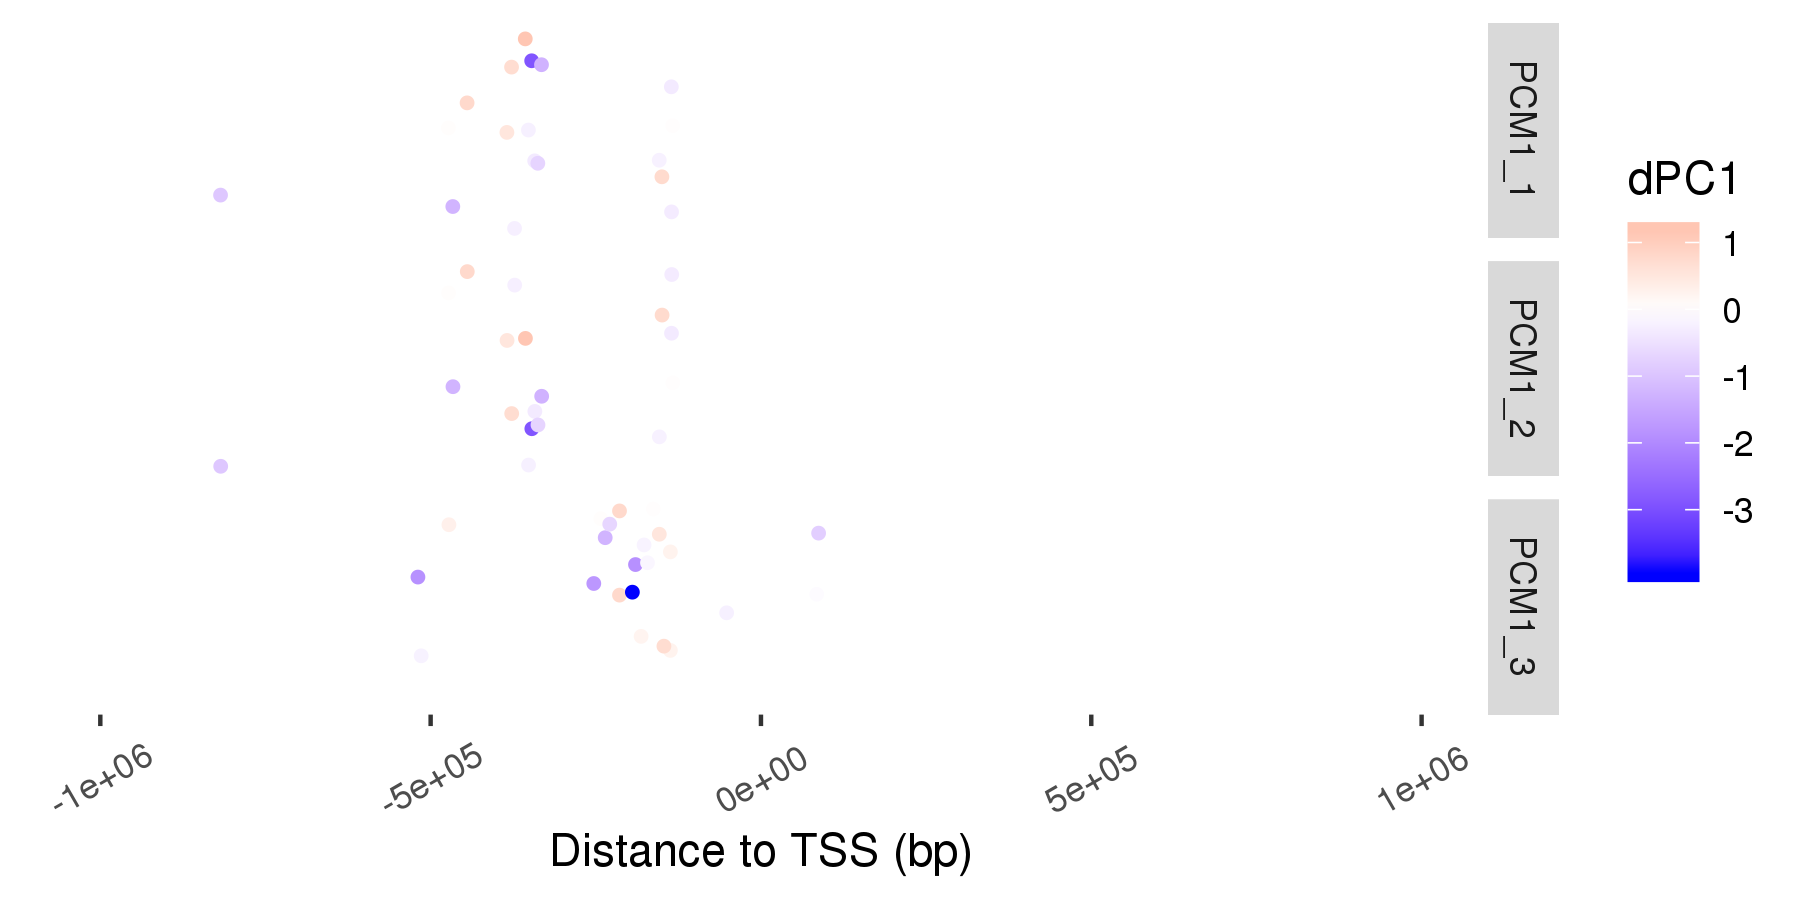 PCM1_1
PCM1_2
PCM1_3
dPC1
1
0
-1
-2
-3
-1e+06
-5e+05
0e+00
5e+05
1e+06
Distance to TSS (bp)